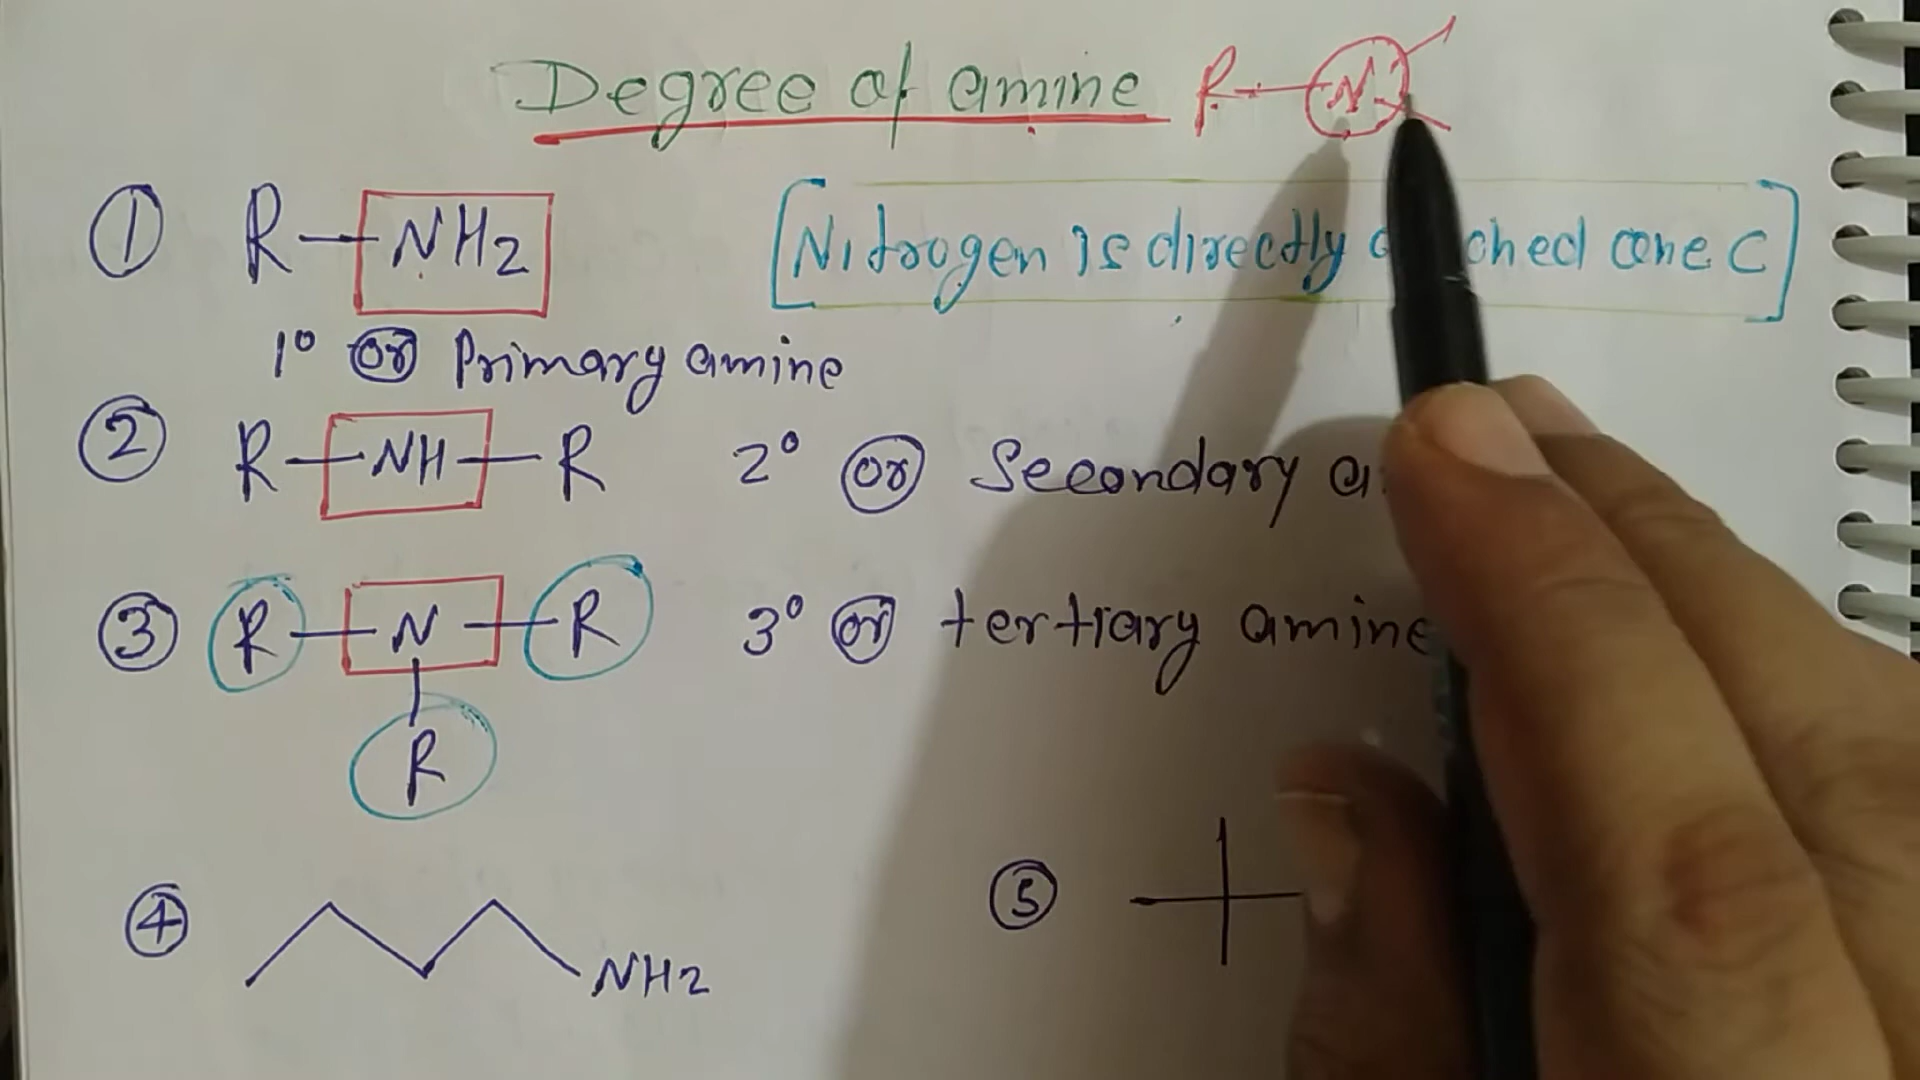 Degree of amine R-N
① R-NH2 [Nitrogen is directly ched one C]
1° or Primary amine
② R-NH-R 2° or Secondary a
③ R-N-R 3° or tertiary amine
R
④ NH2 ⑤